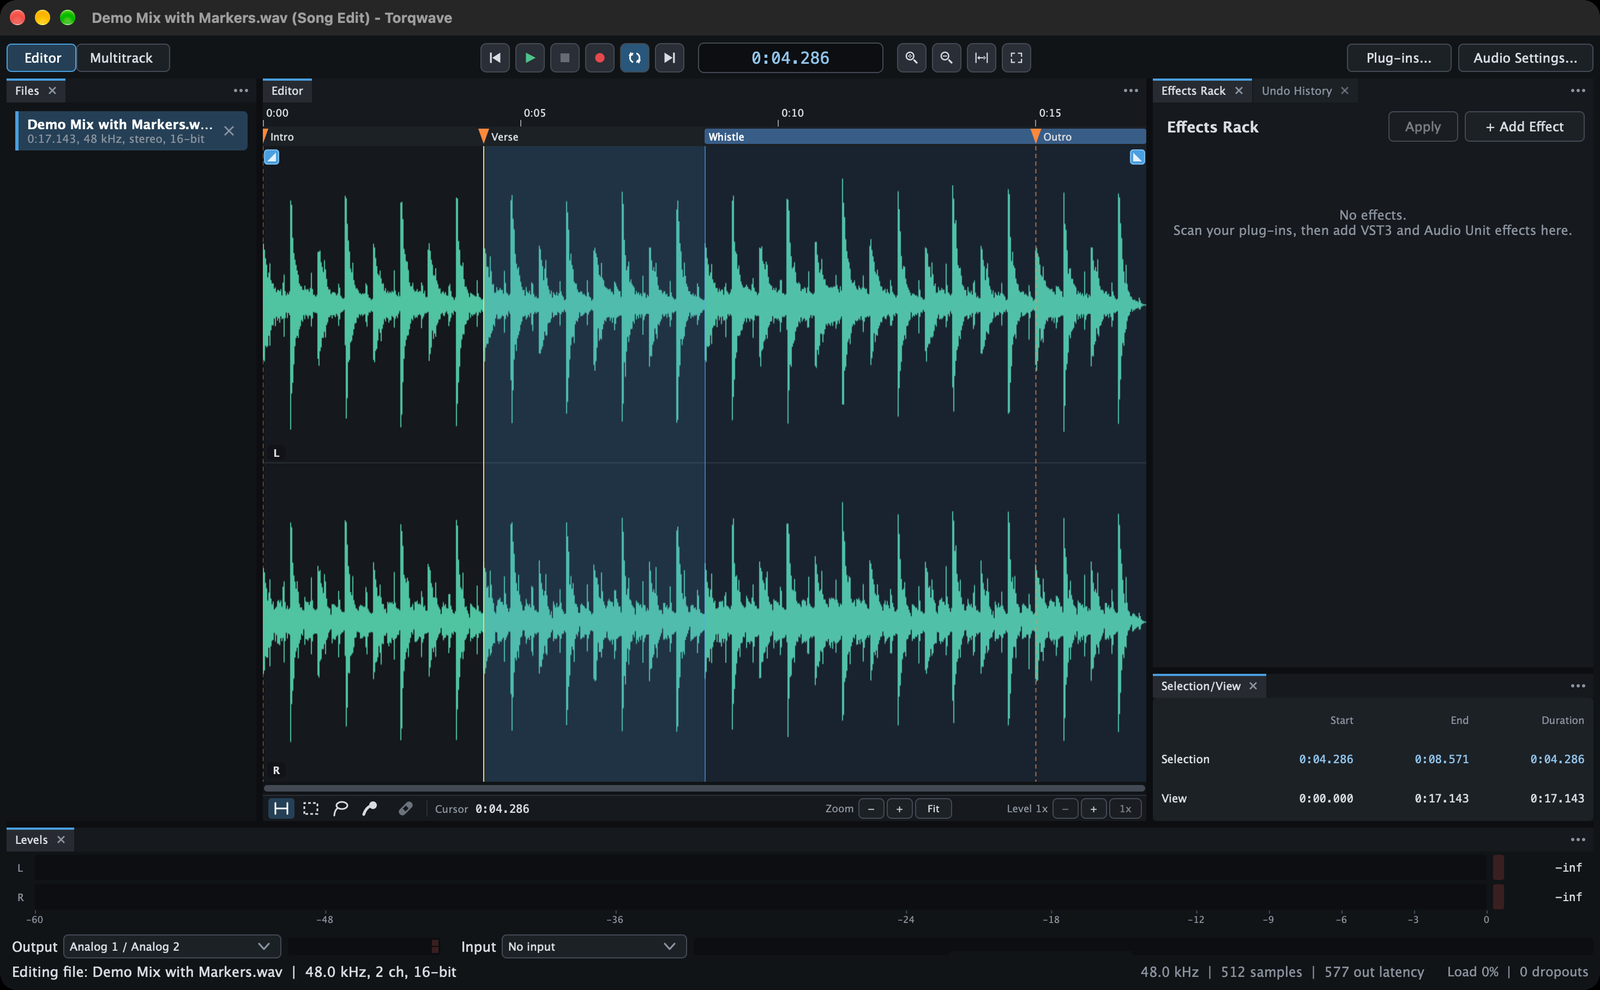 Demo Mix with Markers.wav (Song Edit) - Torqwave
Editor
Multitrack
0:04.286
Plug-ins...
Audio Settings...
Files
Editor
Effects Rack
Undo History
Demo Mix with Markers.w...
0:17.143, 48 kHz, stereo, 16-bit
0:00
0:05
0:10
0:15
Intro
Verse
Whistle
Outro
L
R
Effects Rack
Apply
+ Add Effect
No effects.
Scan your plug-ins, then add VST3 and Audio Unit effects here.
Selection/View
Start End Duration
Selection 0:04.286 0:08.571 0:04.286
View 0:00.000 0:17.143 0:17.143
Cursor 0:04.286
Zoom - + Fit
Level 1x - + 1x
Levels
L -inf
R -inf
-60 -48 -36 -24 -18 -12 -9 -6 -3 0
Output Analog 1 / Analog 2
Input No input
Editing file: Demo Mix with Markers.wav | 48.0 kHz, 2 ch, 16-bit
48.0 kHz | 512 samples | 577 out latency Load 0% | 0 dropouts